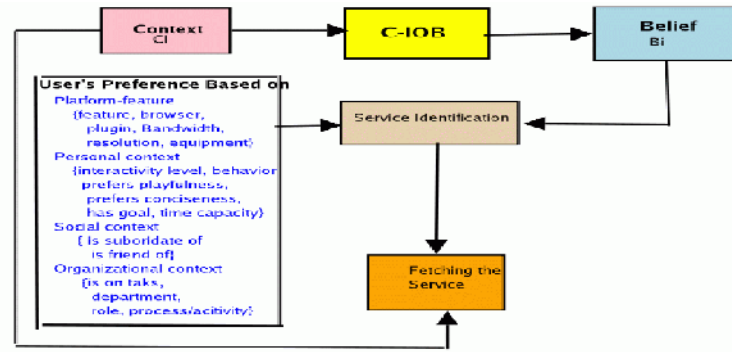 Context
CI
C-IOB
Belief
Bi
User's Preference Based on
Platform-feature
{feature, browser,
plugin, Bandwidth,
resolution, equipment}
Personal context
{interactivity level, behavior
prefers playfulness,
prefers conciseness,
has goal, time capacity}
Social context
{ is suboridate of
is friend of}
Organizational context
{is on taks,
department,
role, process/acitivity}
Service Identification
Fetching the
Service